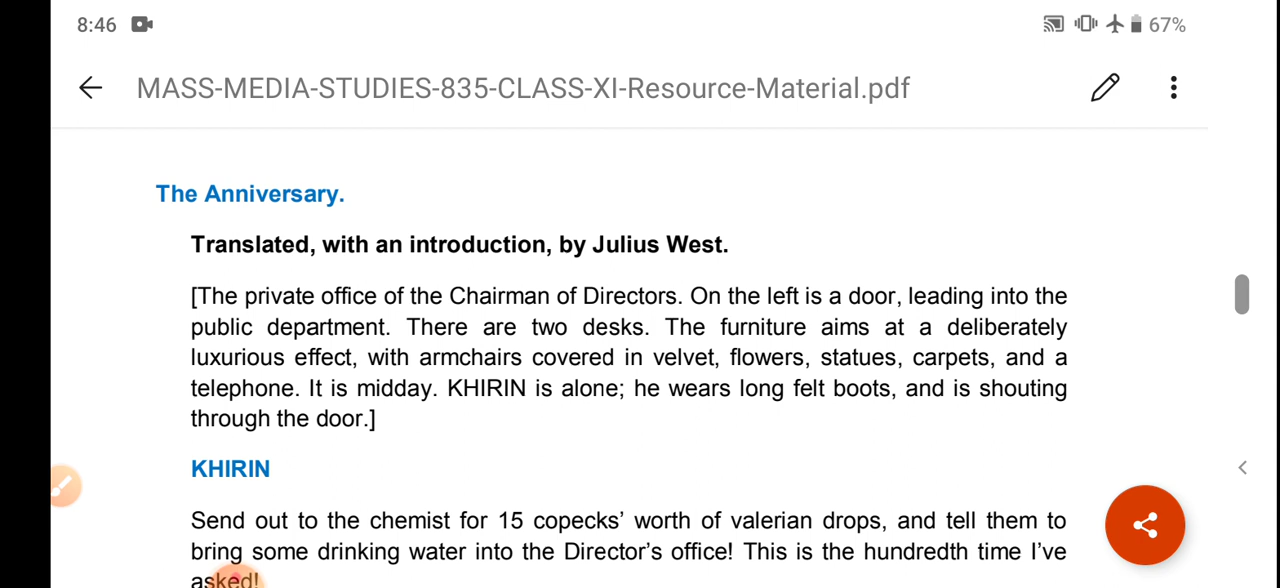 8:46
67%
MASS-MEDIA-STUDIES-835-CLASS-XI-Resource-Material.pdf
The Anniversary.
Translated, with an introduction, by Julius West.
[The private office of the Chairman of Directors. On the left is a door, leading into the
public department. There are two desks. The furniture aims at a deliberately
luxurious effect, with armchairs covered in velvet, flowers, statues, carpets, and a
telephone. It is midday. KHIRIN is alone; he wears long felt boots, and is shouting
through the door.]
KHIRIN
Send out to the chemist for 15 copecks’ worth of valerian drops, and tell them to
bring some drinking water into the Director’s office! This is the hundredth time I’ve
asked!